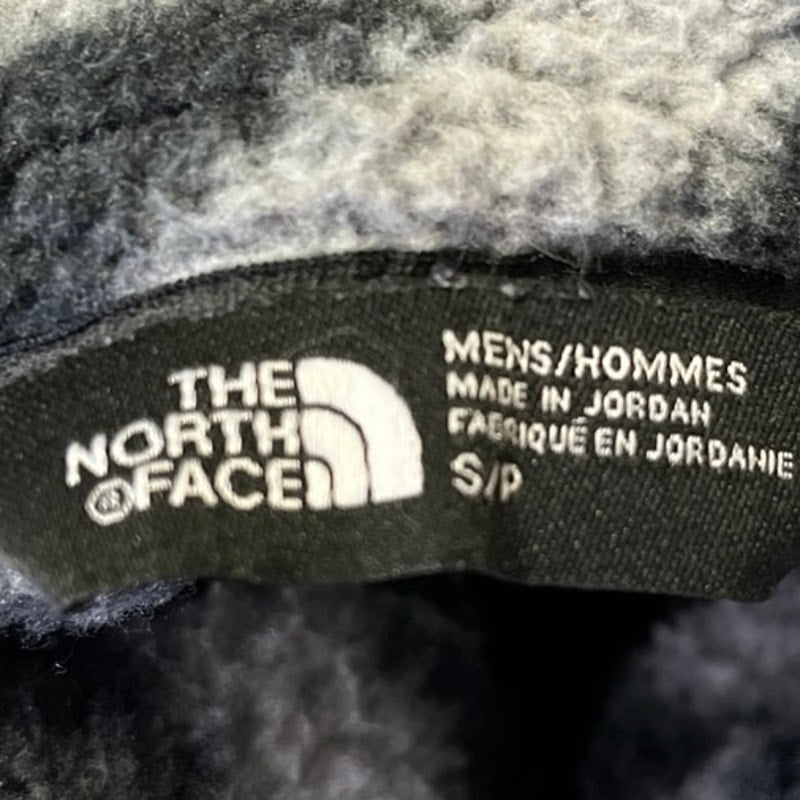 THE
NORTH
®FACE
MENS/HOMMES
MADE IN JORDAN
FABRIQUÉ EN JORDANIE
S/P